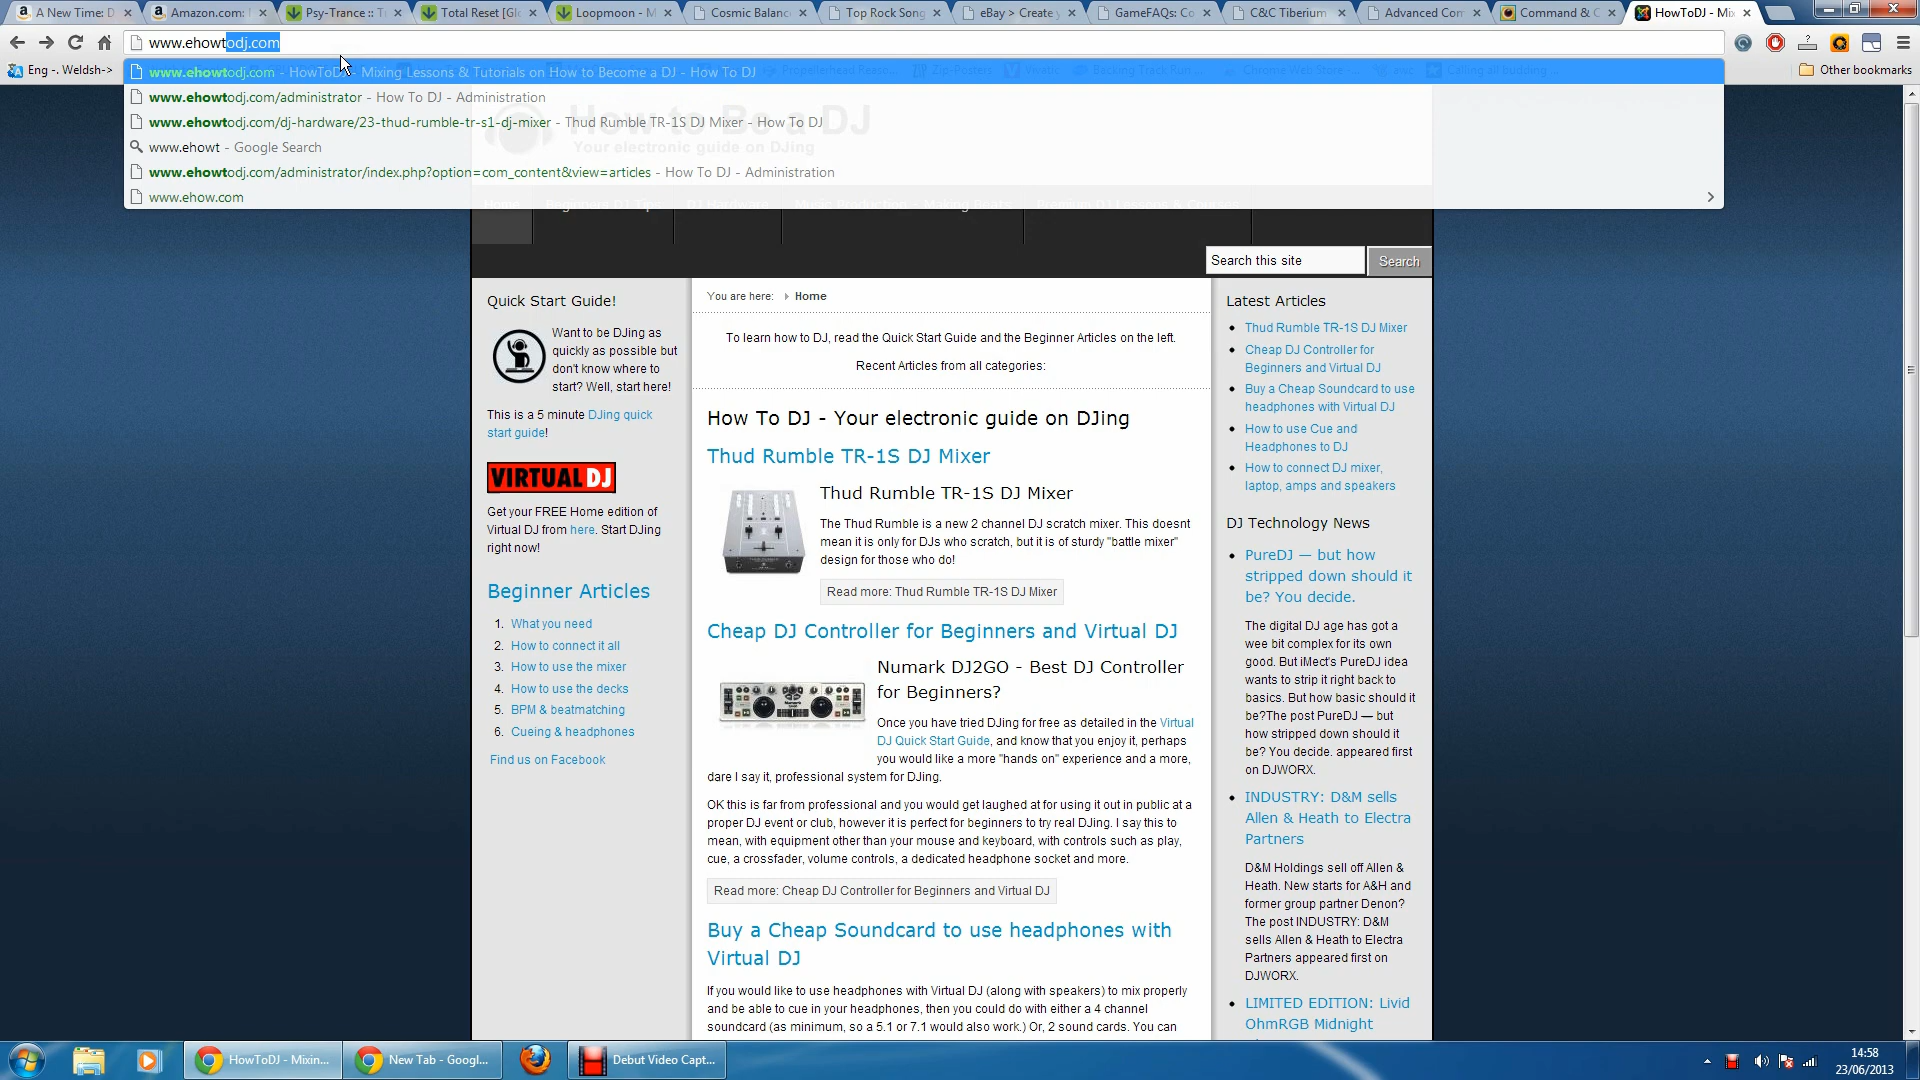 A New Time: D
Amazon.com:
Psy-Trance :: T
Total Reset [Gl
Loopmoon - M
Cosmic Balanc
Top Rock Song
eBay > Create
GameFAQs: Co
C&C Tiberium
Advanced Com
Command & C
HowToDJ - Mix
www.ehowtodj.com
Eng -. Weldsh->
Other bookmarks
www.ehowtodj.com - HowToDJ - Mixing Lessons & Tutorials on How to Become a DJ - How To DJ
www.ehowtodj.com/administrator - How To DJ - Administration
www.ehowtodj.com/dj-hardware/23-thud-rumble-tr-s1-dj-mixer - Thud Rumble TR-1S DJ Mixer - How To DJ
www.ehowt - Google Search
www.ehowtodj.com/administrator/index.php?option=com_content&view=articles - How To DJ - Administration
www.ehow.com
How to Be a DJ
Your electronic guide on DJing
Home
Beginners DJ Tips
DJ Hardware
Music Production - Making Beats
Premium DJ Lessons & Courses
Search this site
Search
Quick Start Guide!
Want to be DJing as
quickly as possible but
don't know where to
start? Well, start here!
This is a 5 minute DJing quick
start guide!
VIRTUAL DJ
Get your FREE Home edition of
Virtual DJ from here. Start DJing
right now!
Beginner Articles
1. What you need
2. How to connect it all
3. How to use the mixer
4. How to use the decks
5. BPM & beatmatching
6. Cueing & headphones
Find us on Facebook
You are here: Home
To learn how to DJ, read the Quick Start Guide and the Beginner Articles on the left.
Recent Articles from all categories:
How To DJ - Your electronic guide on DJing
Thud Rumble TR-1S DJ Mixer
Thud Rumble TR-1S DJ Mixer
The Thud Rumble is a new 2 channel DJ scratch mixer. This doesnt
mean it is only for DJs who scratch, but it is of sturdy "battle mixer"
design for those who do!
Read more: Thud Rumble TR-1S DJ Mixer
Cheap DJ Controller for Beginners and Virtual DJ
Numark DJ2GO - Best DJ Controller
for Beginners?
Once you have tried DJing for free as detailed in the Virtual
DJ Quick Start Guide, and know that you enjoy it, perhaps
you would like a more "hands on" experience and a more,
dare I say it, professional system for DJing.
OK this is far from professional and you would get laughed at for using it out in public at a
proper DJ event or club, however it is perfect for beginners to try real DJing. I say this to
mean, with equipment other than your mouse and keyboard, with controls such as play,
cue, a crossfader, volume controls, a dedicated headphone socket and more.
Read more: Cheap DJ Controller for Beginners and Virtual DJ
Buy a Cheap Soundcard to use headphones with
Virtual DJ
If you would like to use headphones with Virtual DJ (along with speakers) to mix properly
and be able to cue in your headphones, then you could do with either a 4 channel
soundcard (as minimum, so a 5.1 or 7.1 would also work.) Or, 2 sound cards. You can
Latest Articles
Thud Rumble TR-1S DJ Mixer
Cheap DJ Controller for
Beginners and Virtual DJ
Buy a Cheap Soundcard to use
headphones with Virtual DJ
How to use Cue and
Headphones to DJ
How to connect DJ mixer,
laptop, amps and speakers
DJ Technology News
PureDJ — but how
stripped down should it
be? You decide.
The digital DJ age has got a
wee bit complex for its own
good. But iMect's PureDJ idea
wants to strip it right back to
basics. But how basic should it
be?The post PureDJ — but
how stripped down should it
be? You decide. appeared first
on DJWORX.
INDUSTRY: D&M sells
Allen & Heath to Electra
Partners
D&M Holdings sell off Allen &
Heath. New starts for A&H and
former group partner Denon?
The post INDUSTRY: D&M
sells Allen & Heath to Electra
Partners appeared first on
DJWORX.
LIMITED EDITION: Livid
OhmRGB Midnight
HowToDJ - Mixin...
New Tab - Googl...
Debut Video Capt...
14:58
23/06/2013